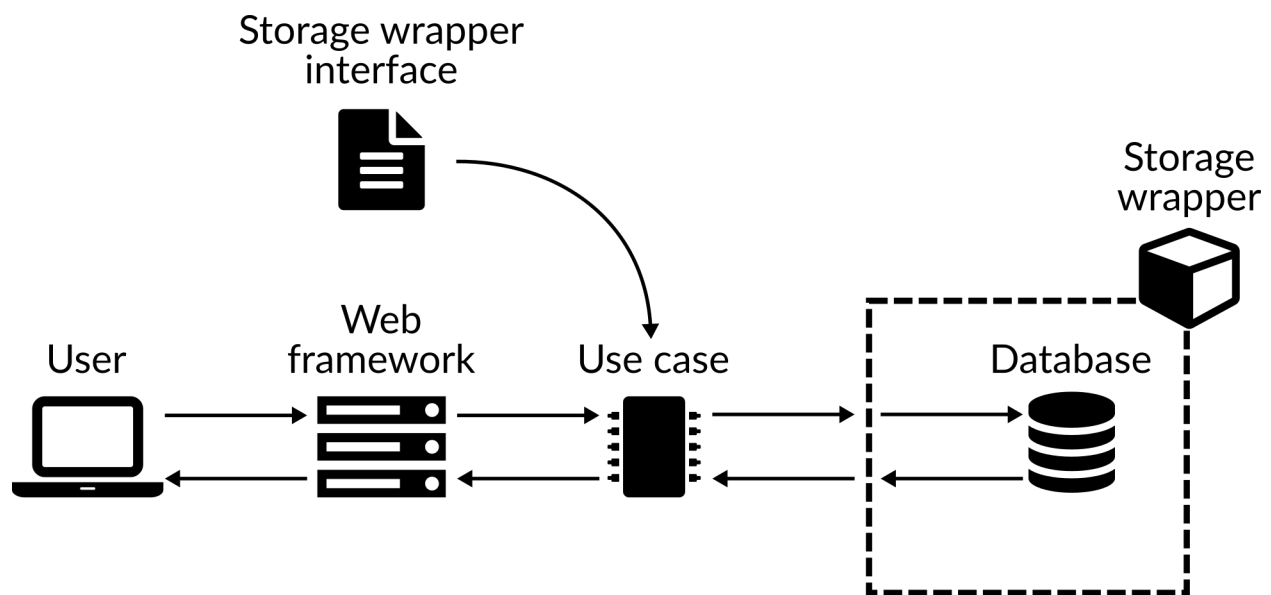 Storage wrapper
interface
Storage
wrapper
Web
framework
User
Use case
Database